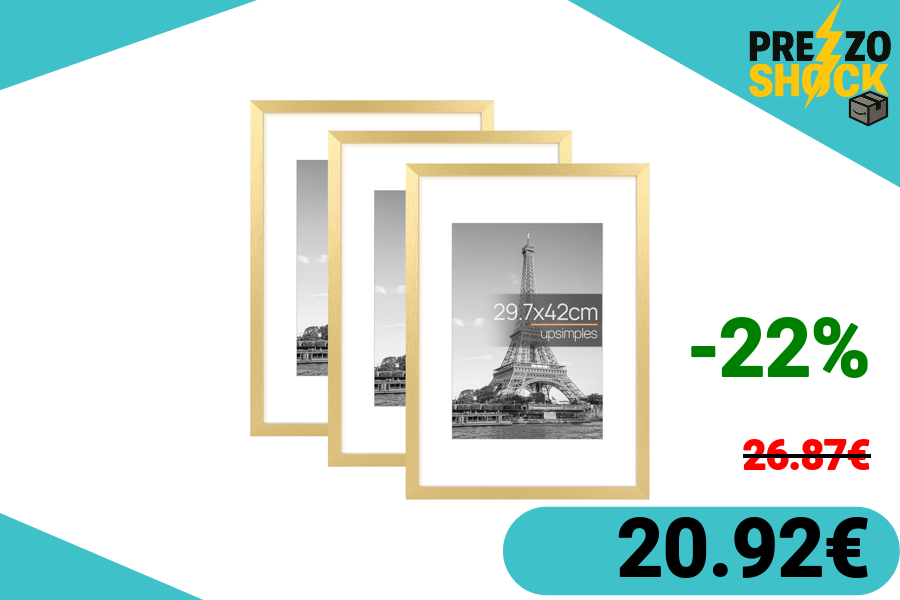 PREZZO
SHOCK
29.7x42cm
upsimples
-22%
26.87€
20.92€